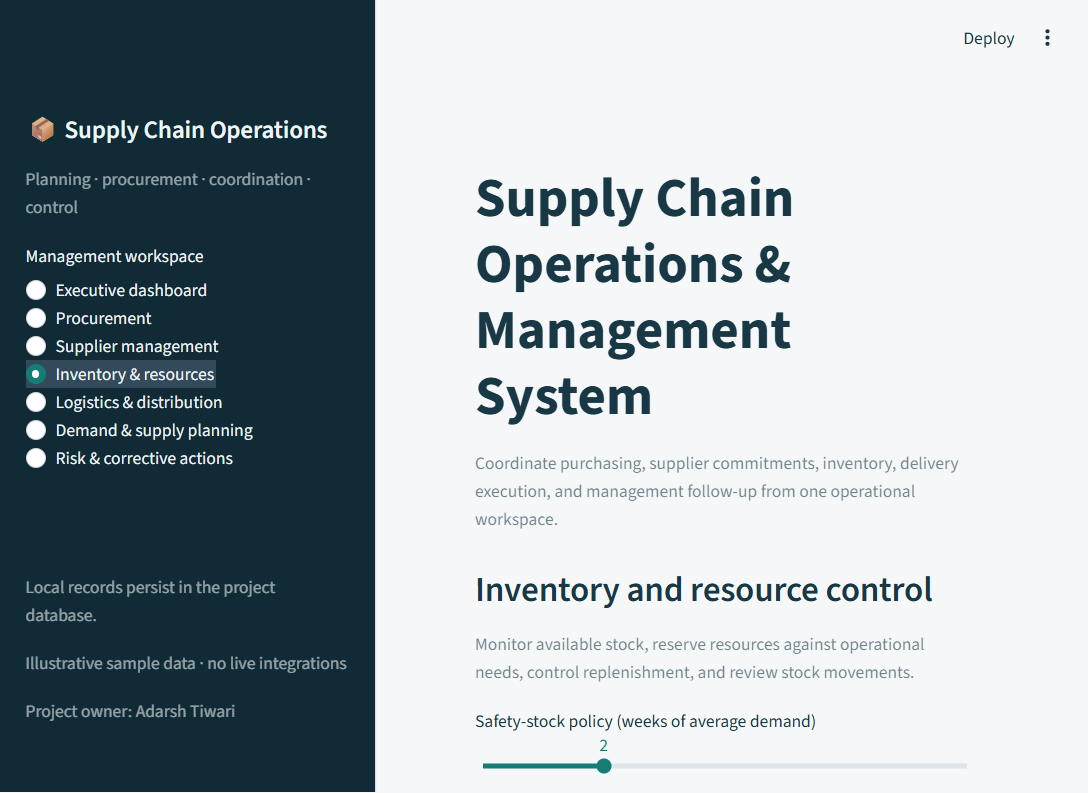 Deploy
📦 Supply Chain Operations
Planning · procurement · coordination ·
control
Management workspace
Executive dashboard
Procurement
Supplier management
Inventory & resources
Logistics & distribution
Demand & supply planning
Risk & corrective actions
Local records persist in the project
database.
Illustrative sample data · no live integrations
Project owner: Adarsh Tiwari
Supply Chain
Operations &
Management
System
Coordinate purchasing, supplier commitments, inventory, delivery
execution, and management follow-up from one operational
workspace.
Inventory and resource control
Monitor available stock, reserve resources against operational
needs, control replenishment, and review stock movements.
Safety-stock policy (weeks of average demand)
2